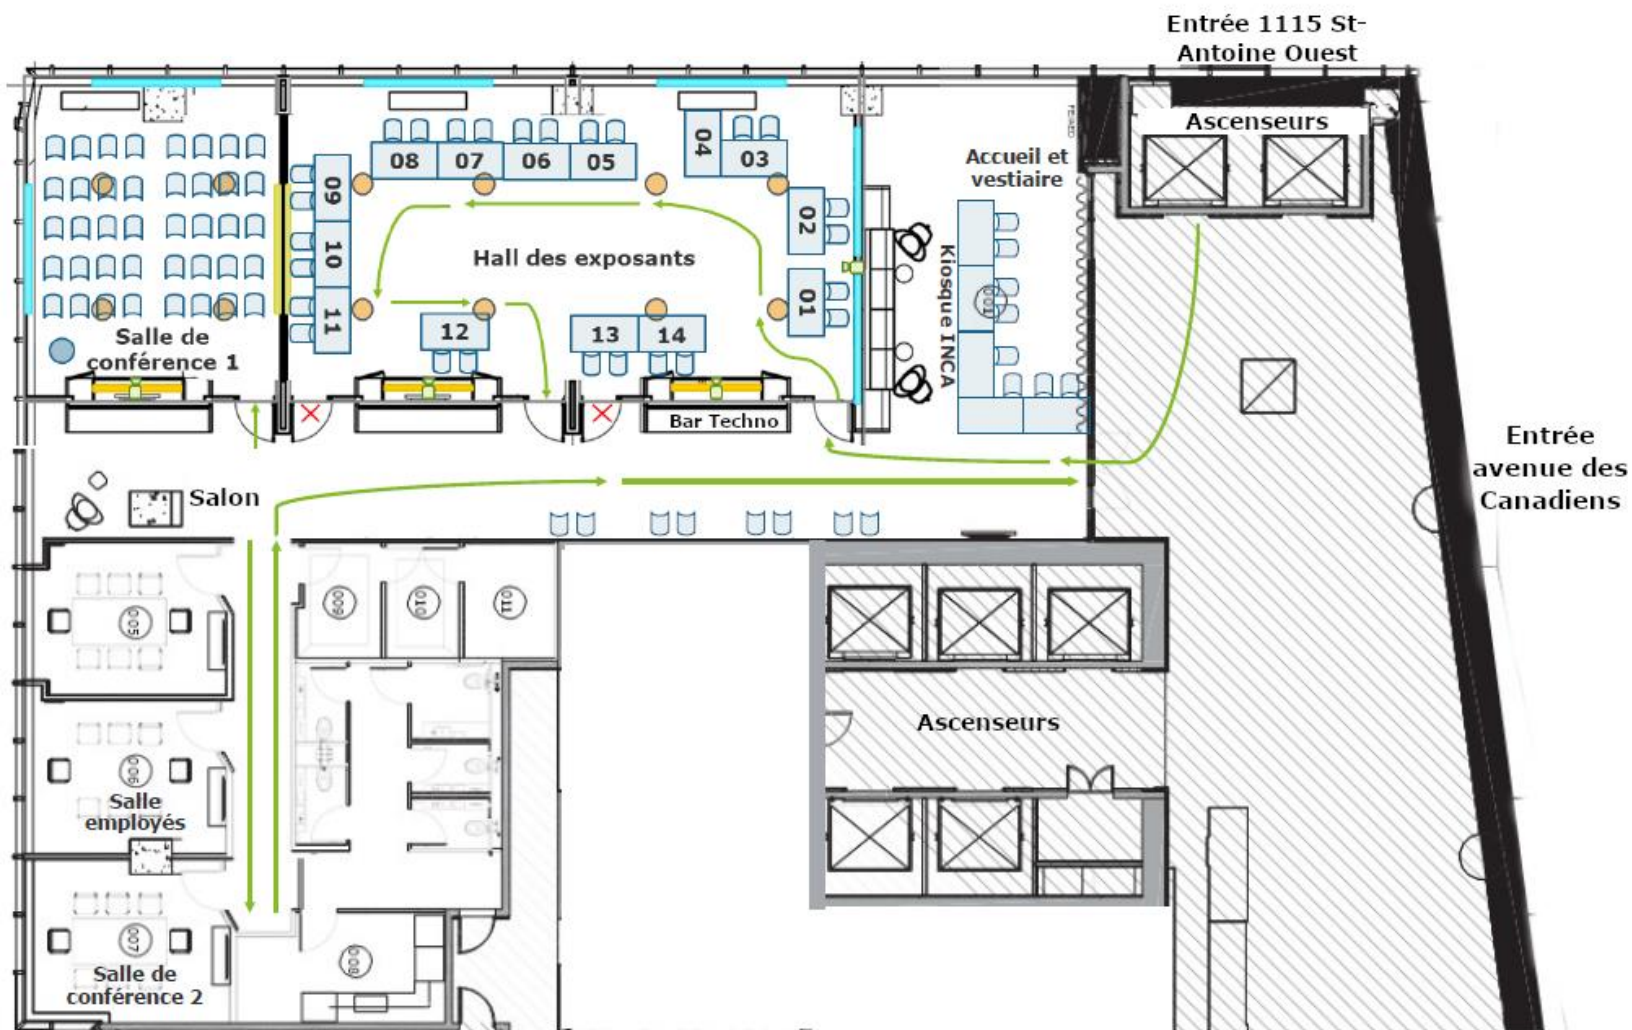 Entrée 1115 St-
Antoine Ouest
Ascenseurs
Accueil et
vestiaire
04
03
08
07
06
05
09
02
10
Hall des exposants
Kiosque INCA
001
01
11
12
13
14
Salle de
conférence 1
Bar Techno
Entrée
avenue des
Canadiens
Salon
009
010
011
005
Ascenseurs
006
Salle
employés
007
008
Salle de
conférence 2